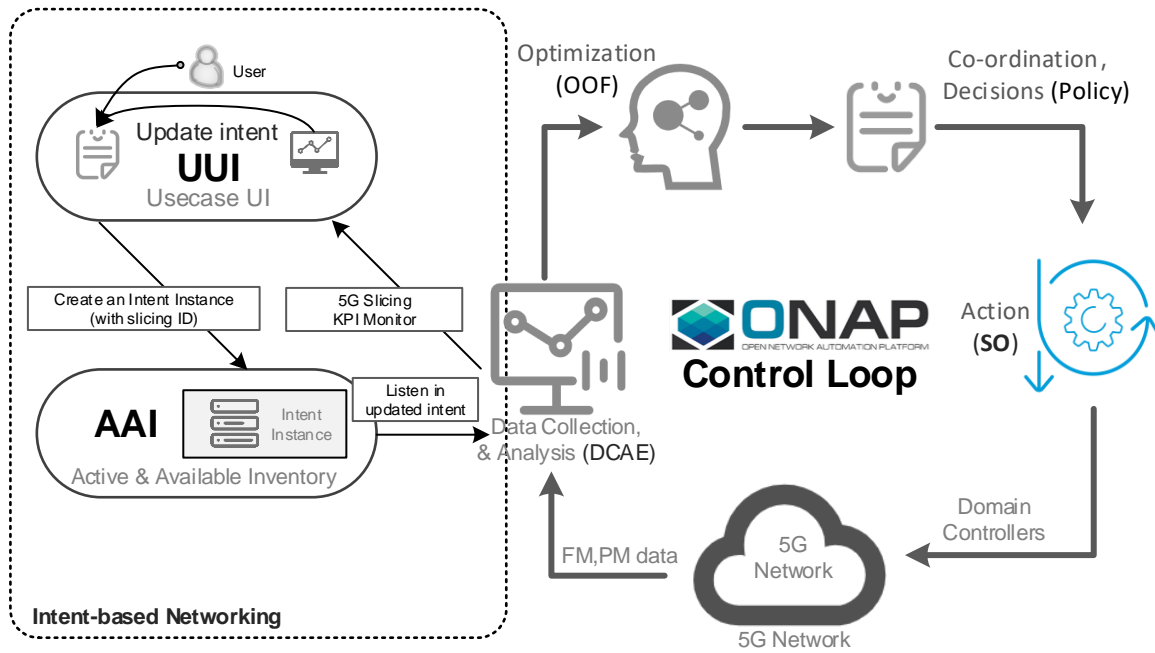 User
Update intent
UUI
Usecase UI
Create an Intent Instance
(with slicing ID)
5G Slicing
KPI Monitor
AAI
Intent
Instance
Active & Available Inventory
Listen in
updated intent
Intent-based Networking
Optimization
(OOF)
Co-ordination,
Decisions (Policy)
Data Collection,
& Analysis (DCAE)
ONAP
OPEN NETWORK AUTOMATION PLATFORM
Control Loop
Action
(SO)
Domain
Controllers
FM,PM data
5G
Network
5G Network